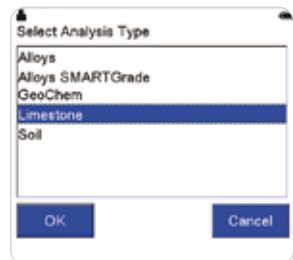 Select Analysis Type
Alloys
Alloys SMARTGrade
GeoChem
Limestone
Soil
OK
Cancel